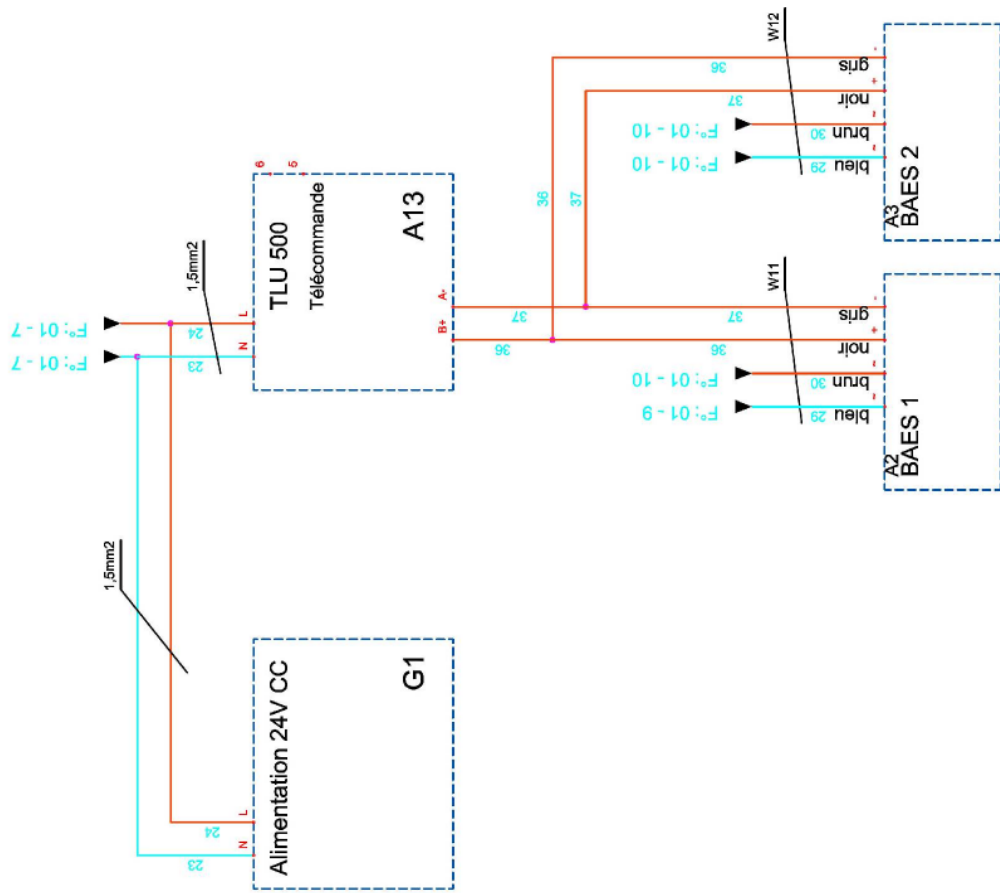 F°: 01 - 7
F°: 01 - 7
24
23
1,5mm2
L
N
TLU 500
Télécommande
A13
6
5
B+
A-
1,5mm2
Alimentation 24V CC
G1
N
L
23
24
36
37
36
37
W11
F°: 01 - 9
F°: 01 - 10
29
30
36
37
bleu
brun
noir
gris
~
~
+
-
A2
BAES 1
W12
F°: 01 - 10
F°: 01 - 10
29
30
37
36
bleu
brun
noir
gris
~
~
+
-
A3
BAES 2